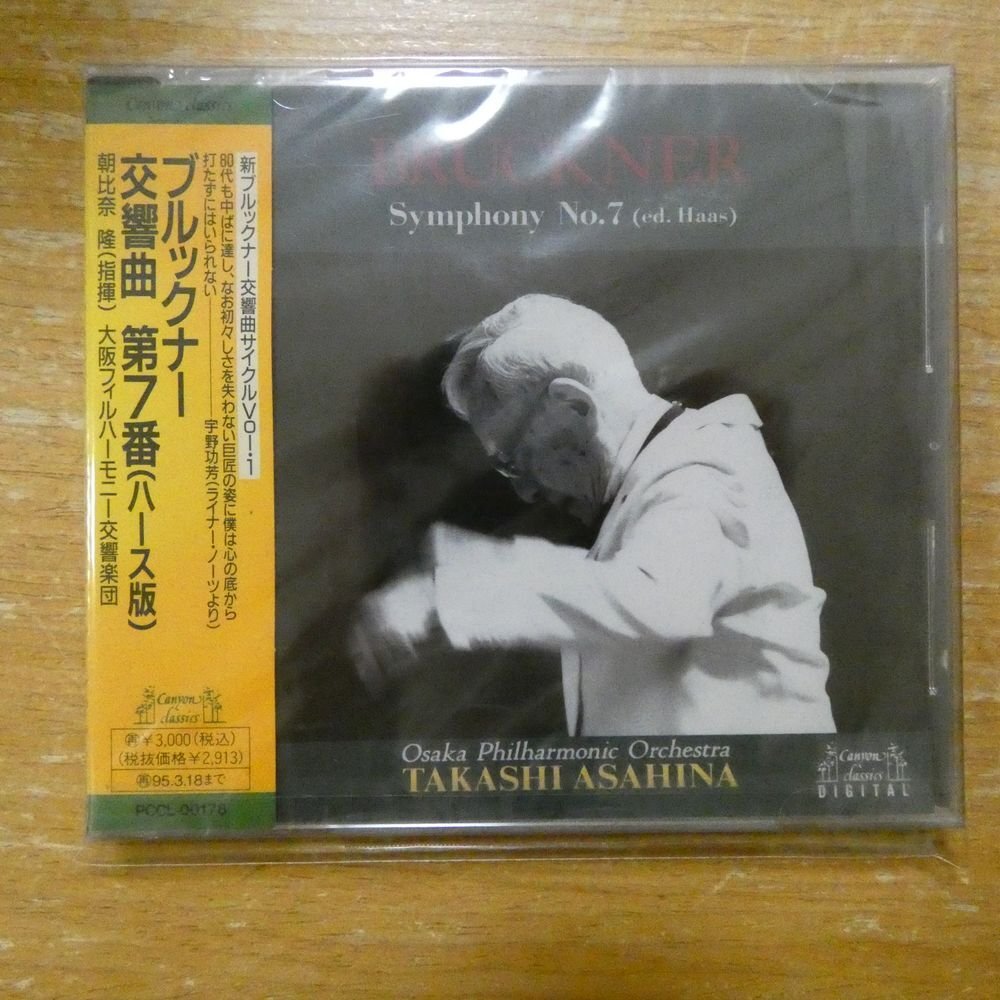 Canyon classics
新ブルックナー交響曲サイクルVol-i
80代も中ばに達し、なお初々しさを失わない巨匠の姿に僕は心の底から
打たずにはいられない――――宇野功芳(ライナー・ノーツより)
ブルックナー
交響曲 第7番(ハース版)
朝比奈 隆(指揮) 大阪フィルハーモニー交響楽団
Canyon
classics
再¥3,000(税込)
(税抜価格¥2,913)
再95.3.18まで
PCCL-00178
BRUCKNER
Symphony No.7 (ed. Haas)
Osaka Philharmonic Orchestra
TAKASHI ASAHINA
Canyon
classics
DIGITAL